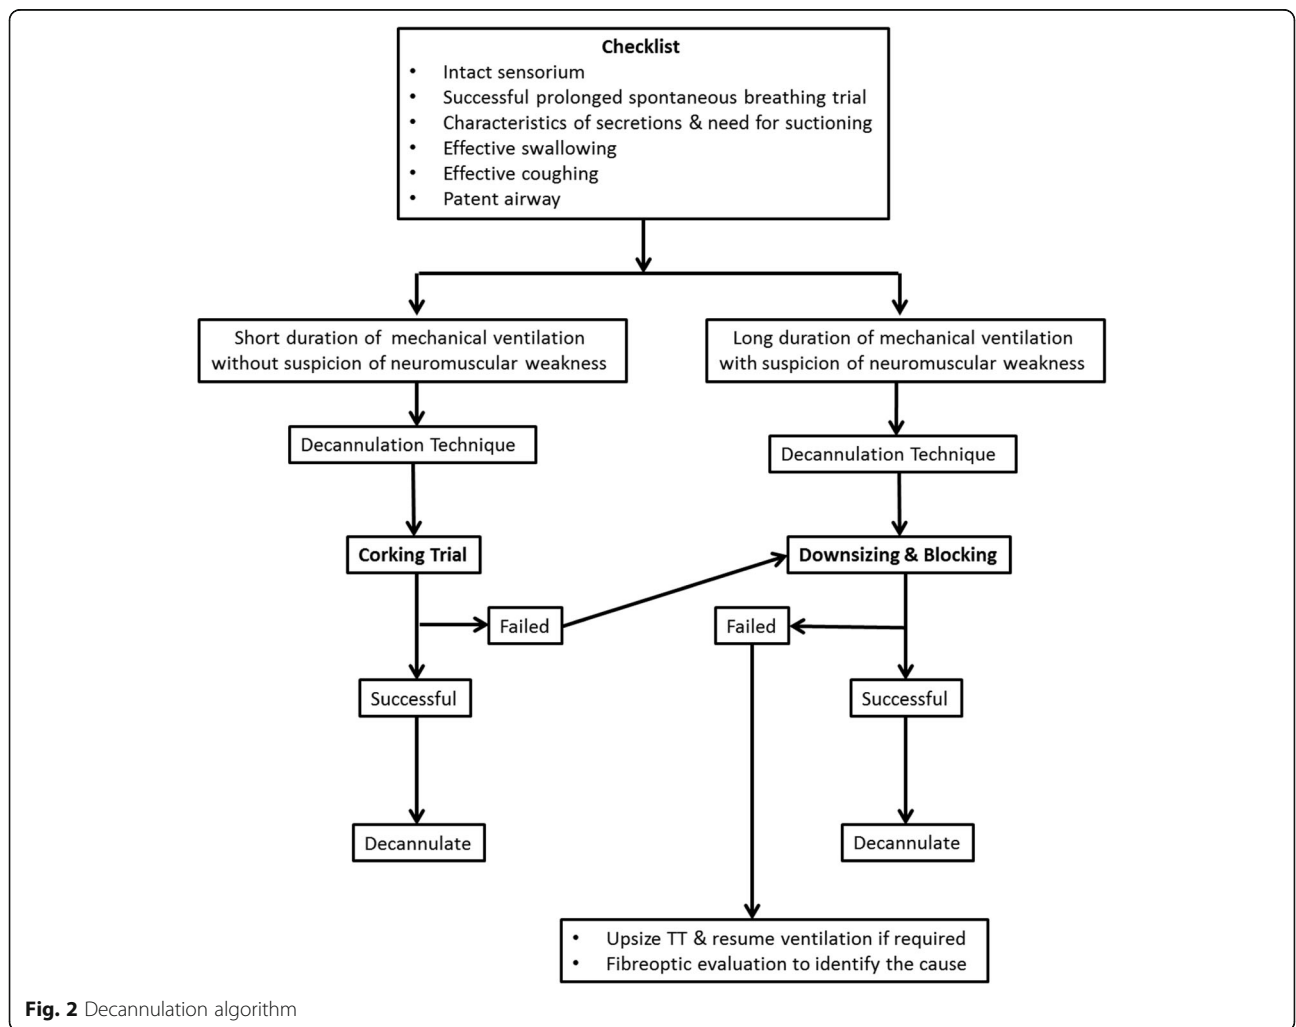 Checklist
• Intact sensorium
• Successful prolonged spontaneous breathing trial
• Characteristics of secretions & need for suctioning
• Effective swallowing
• Effective coughing
• Patent airway
Short duration of mechanical ventilation
without suspicion of neuromuscular weakness
Long duration of mechanical ventilation
with suspicion of neuromuscular weakness
Decannulation Technique
Decannulation Technique
Corking Trial
Downsizing & Blocking
Failed
Failed
Successful
Successful
Decannulate
Decannulate
• Upsize TT & resume ventilation if required
• Fibreoptic evaluation to identify the cause
Fig. 2 Decannulation algorithm